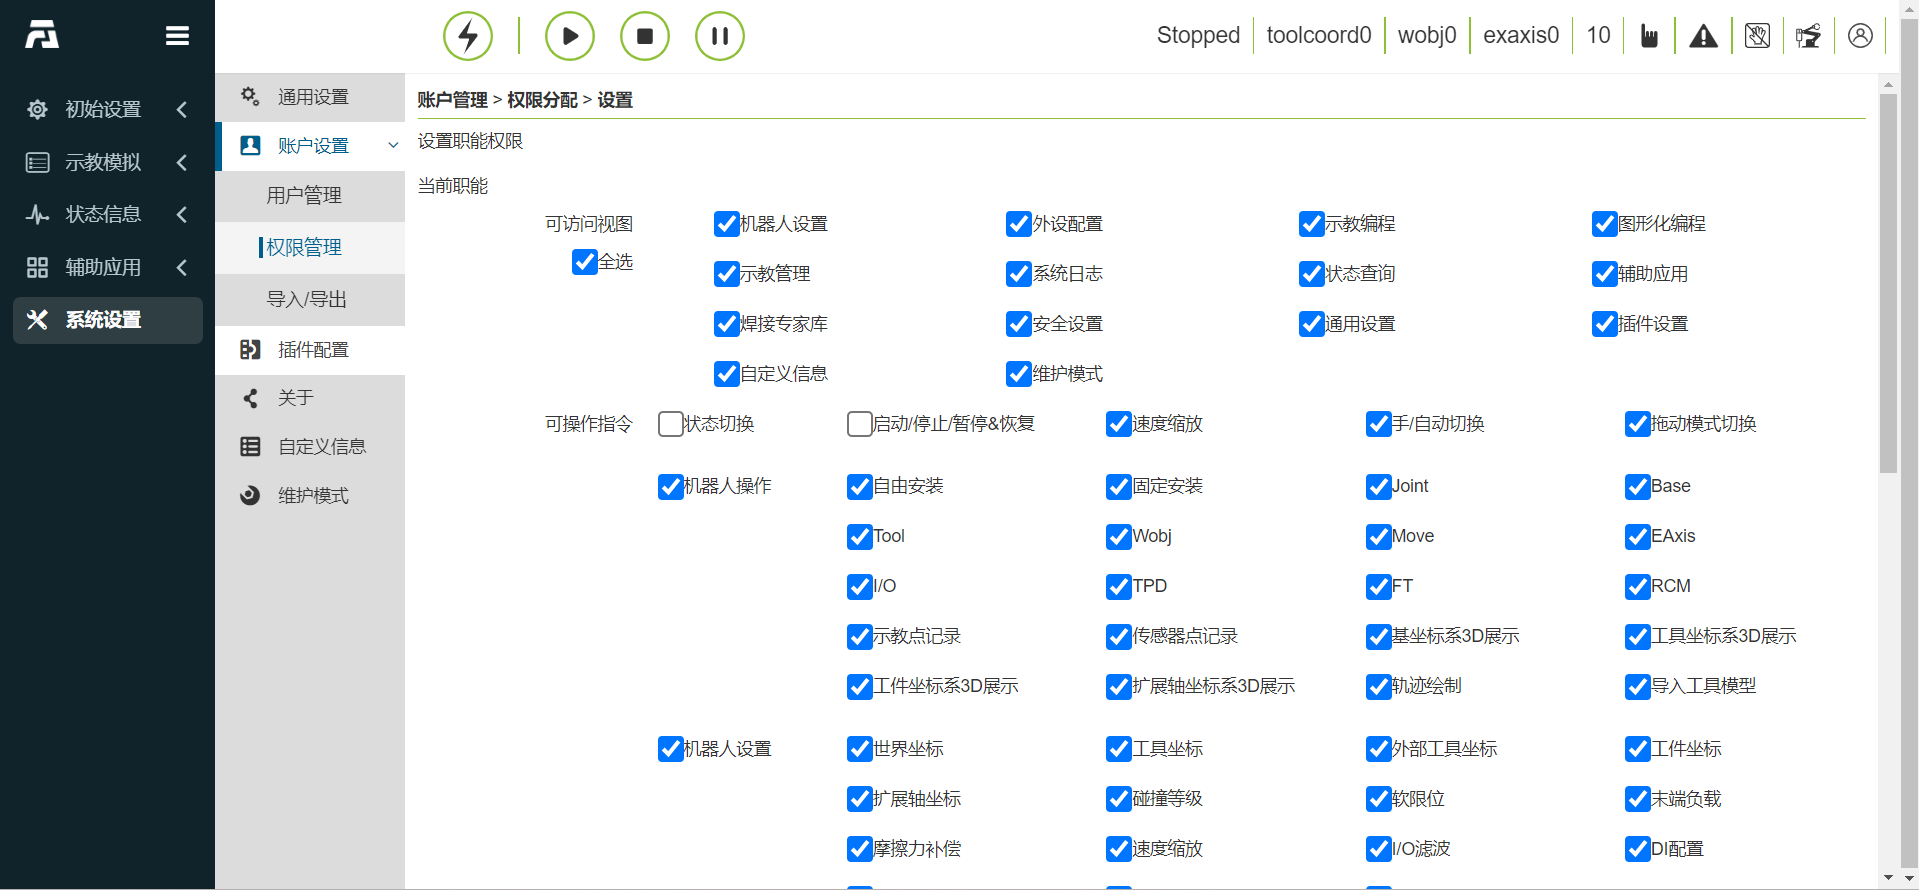 Stopped toolcoord0 wobj0 exaxis0 10
初始设置
示教模拟
状态信息
辅助应用
系统设置
通用设置
账户设置
用户管理
权限管理
导入/导出
插件配置
关于
自定义信息
维护模式
账户管理 > 权限分配 > 设置
设置职能权限
当前职能
可访问视图 机器人设置 外设配置 示教编程 图形化编程
全选
示教管理 系统日志 状态查询 辅助应用
焊接专家库 安全设置 通用设置 插件设置
自定义信息 维护模式
可操作指令 状态切换 启动/停止/暂停&恢复 速度缩放 手/自动切换 拖动模式切换
机器人操作 自由安装 固定安装 Joint Base
Tool Wobj Move EAxis
I/O TPD FT RCM
示教点记录 传感器点记录 基坐标系3D展示 工具坐标系3D展示
工件坐标系3D展示 扩展轴坐标系3D展示 轨迹绘制 导入工具模型
机器人设置 世界坐标 工具坐标 外部工具坐标 工件坐标
扩展轴坐标 碰撞等级 软限位 末端负载
摩擦力补偿 速度缩放 I/O滤波 DI配置